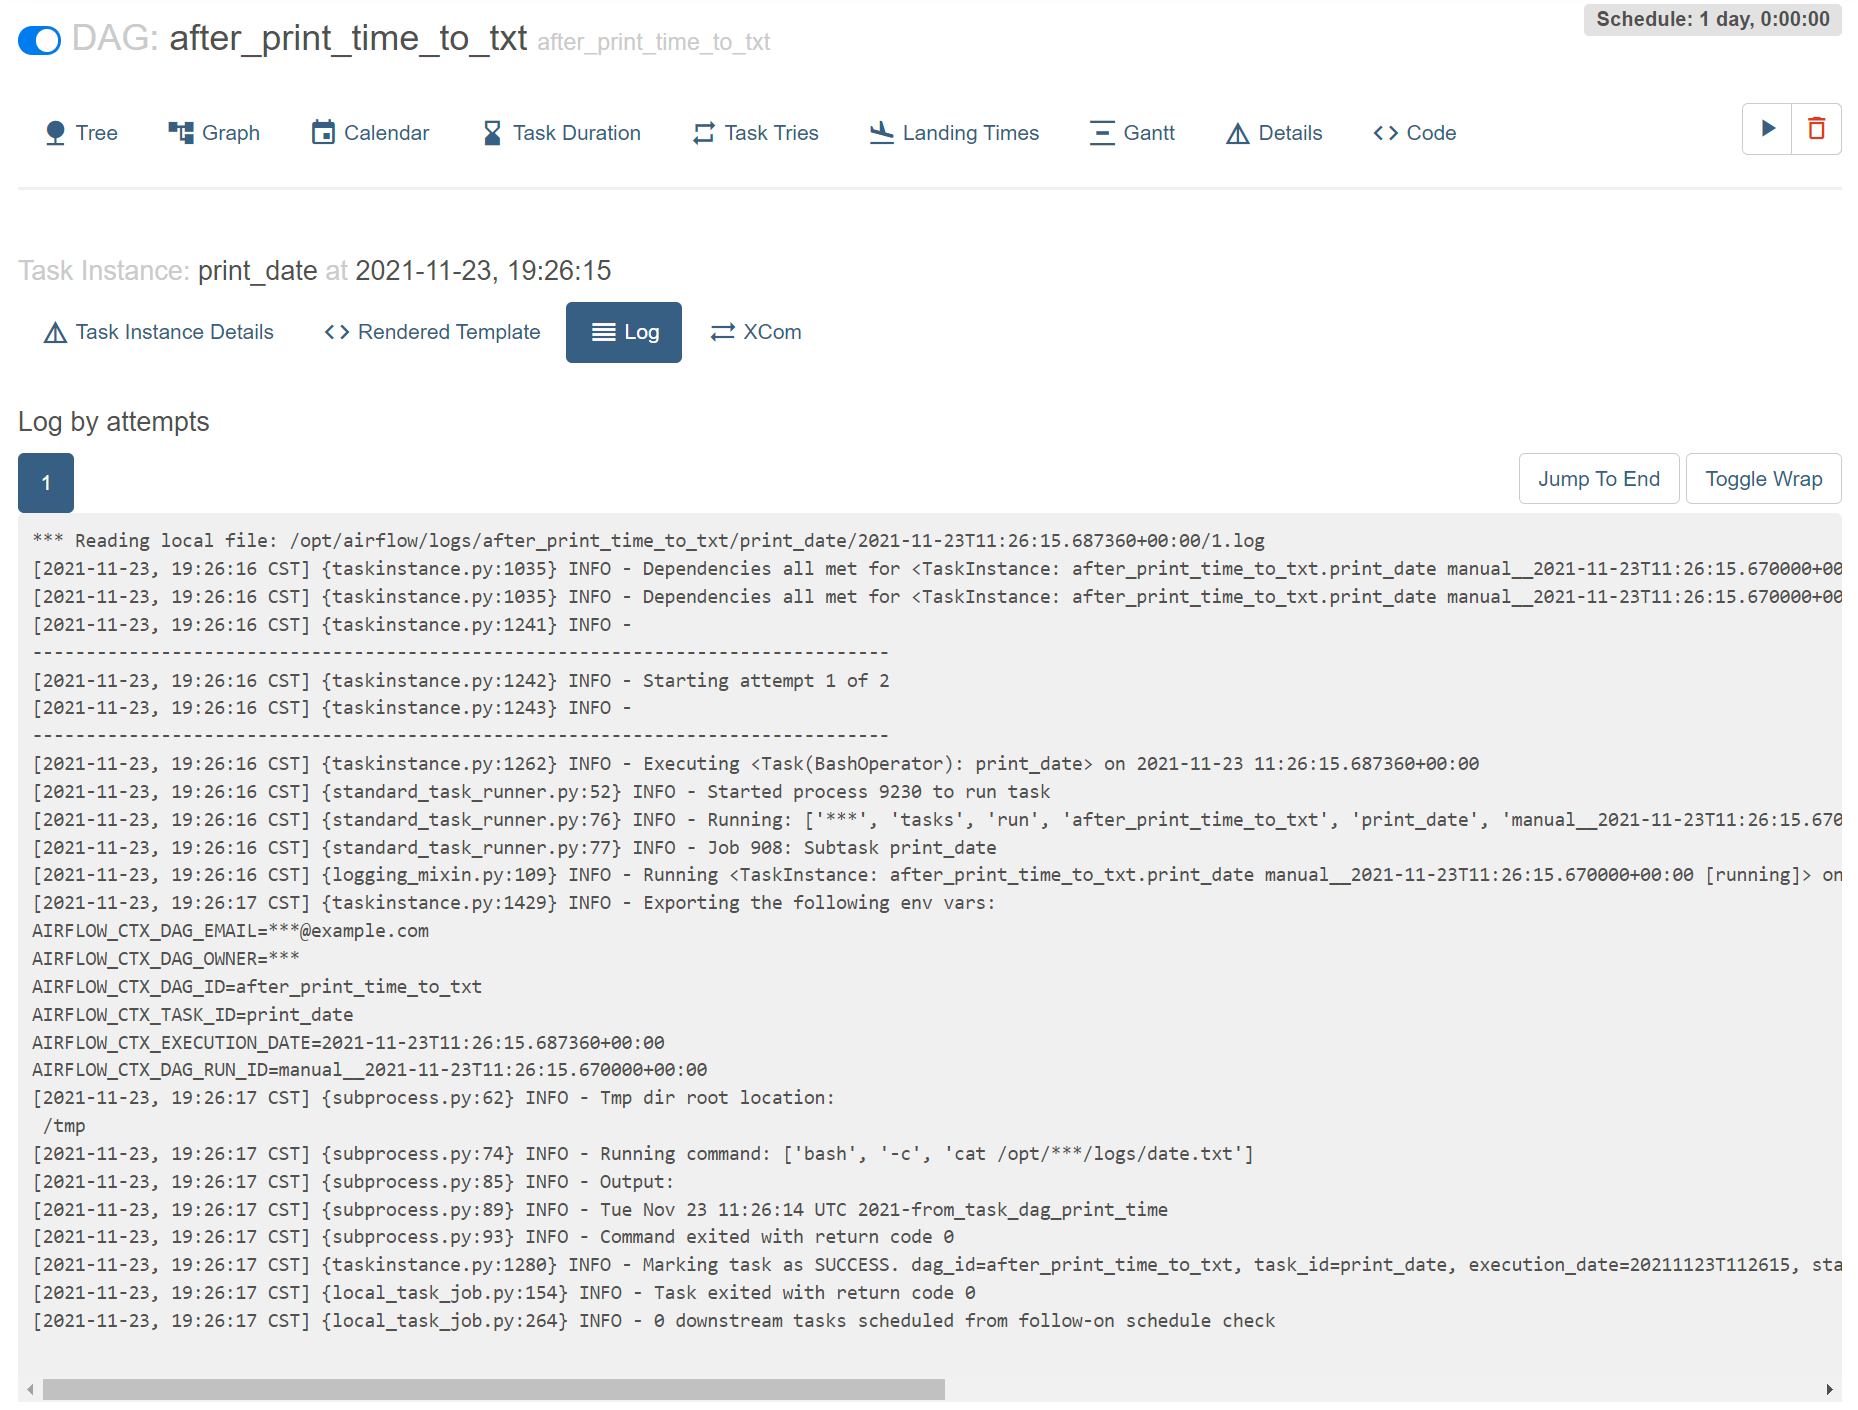 DAG: after_print_time_to_txt after_print_time_to_txt
Schedule: 1 day, 0:00:00
Tree Graph Calendar Task Duration Task Tries Landing Times Gantt Details Code
Task Instance: print_date at 2021-11-23, 19:26:15
Task Instance Details Rendered Template Log XCom
Log by attempts
1
Jump To End Toggle Wrap
*** Reading local file: /opt/airflow/logs/after_print_time_to_txt/print_date/2021-11-23T11:26:15.687360+00:00/1.log
[2021-11-23, 19:26:16 CST] {taskinstance.py:1035} INFO - Dependencies all met for <TaskInstance: after_print_time_to_txt.print_date manual__2021-11-23T11:26:15.670000+00
[2021-11-23, 19:26:16 CST] {taskinstance.py:1035} INFO - Dependencies all met for <TaskInstance: after_print_time_to_txt.print_date manual__2021-11-23T11:26:15.670000+00
[2021-11-23, 19:26:16 CST] {taskinstance.py:1241} INFO -
--------------------------------------------------------------------------------
[2021-11-23, 19:26:16 CST] {taskinstance.py:1242} INFO - Starting attempt 1 of 2
[2021-11-23, 19:26:16 CST] {taskinstance.py:1243} INFO -
--------------------------------------------------------------------------------
[2021-11-23, 19:26:16 CST] {taskinstance.py:1262} INFO - Executing <Task(BashOperator): print_date> on 2021-11-23 11:26:15.687360+00:00
[2021-11-23, 19:26:16 CST] {standard_task_runner.py:52} INFO - Started process 9230 to run task
[2021-11-23, 19:26:16 CST] {standard_task_runner.py:76} INFO - Running: ['***', 'tasks', 'run', 'after_print_time_to_txt', 'print_date', 'manual__2021-11-23T11:26:15.670
[2021-11-23, 19:26:16 CST] {standard_task_runner.py:77} INFO - Job 908: Subtask print_date
[2021-11-23, 19:26:16 CST] {logging_mixin.py:109} INFO - Running <TaskInstance: after_print_time_to_txt.print_date manual__2021-11-23T11:26:15.670000+00:00 [running]> on
[2021-11-23, 19:26:17 CST] {taskinstance.py:1429} INFO - Exporting the following env vars:
AIRFLOW_CTX_DAG_EMAIL=***@example.com
AIRFLOW_CTX_DAG_OWNER=***
AIRFLOW_CTX_DAG_ID=after_print_time_to_txt
AIRFLOW_CTX_TASK_ID=print_date
AIRFLOW_CTX_EXECUTION_DATE=2021-11-23T11:26:15.687360+00:00
AIRFLOW_CTX_DAG_RUN_ID=manual__2021-11-23T11:26:15.670000+00:00
[2021-11-23, 19:26:17 CST] {subprocess.py:62} INFO - Tmp dir root location:
/tmp
[2021-11-23, 19:26:17 CST] {subprocess.py:74} INFO - Running command: ['bash', '-c', 'cat /opt/***/logs/date.txt']
[2021-11-23, 19:26:17 CST] {subprocess.py:85} INFO - Output:
[2021-11-23, 19:26:17 CST] {subprocess.py:89} INFO - Tue Nov 23 11:26:14 UTC 2021-from_task_dag_print_time
[2021-11-23, 19:26:17 CST] {subprocess.py:93} INFO - Command exited with return code 0
[2021-11-23, 19:26:17 CST] {taskinstance.py:1280} INFO - Marking task as SUCCESS. dag_id=after_print_time_to_txt, task_id=print_date, execution_date=20211123T112615, sta
[2021-11-23, 19:26:17 CST] {local_task_job.py:154} INFO - Task exited with return code 0
[2021-11-23, 19:26:17 CST] {local_task_job.py:264} INFO - 0 downstream tasks scheduled from follow-on schedule check